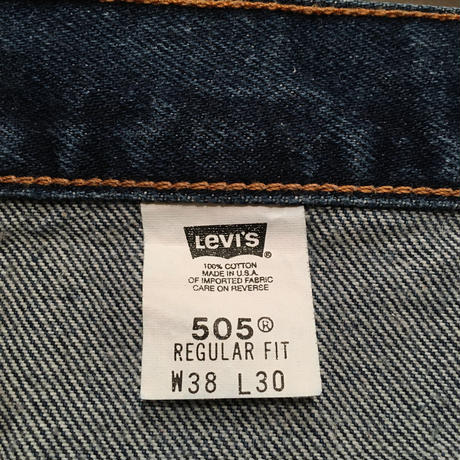 Levi's ®
100% COTTON
MADE IN U.S.A.
OF IMPORTED FABRIC
CARE ON REVERSE
505®
REGULAR FIT
W38 L30